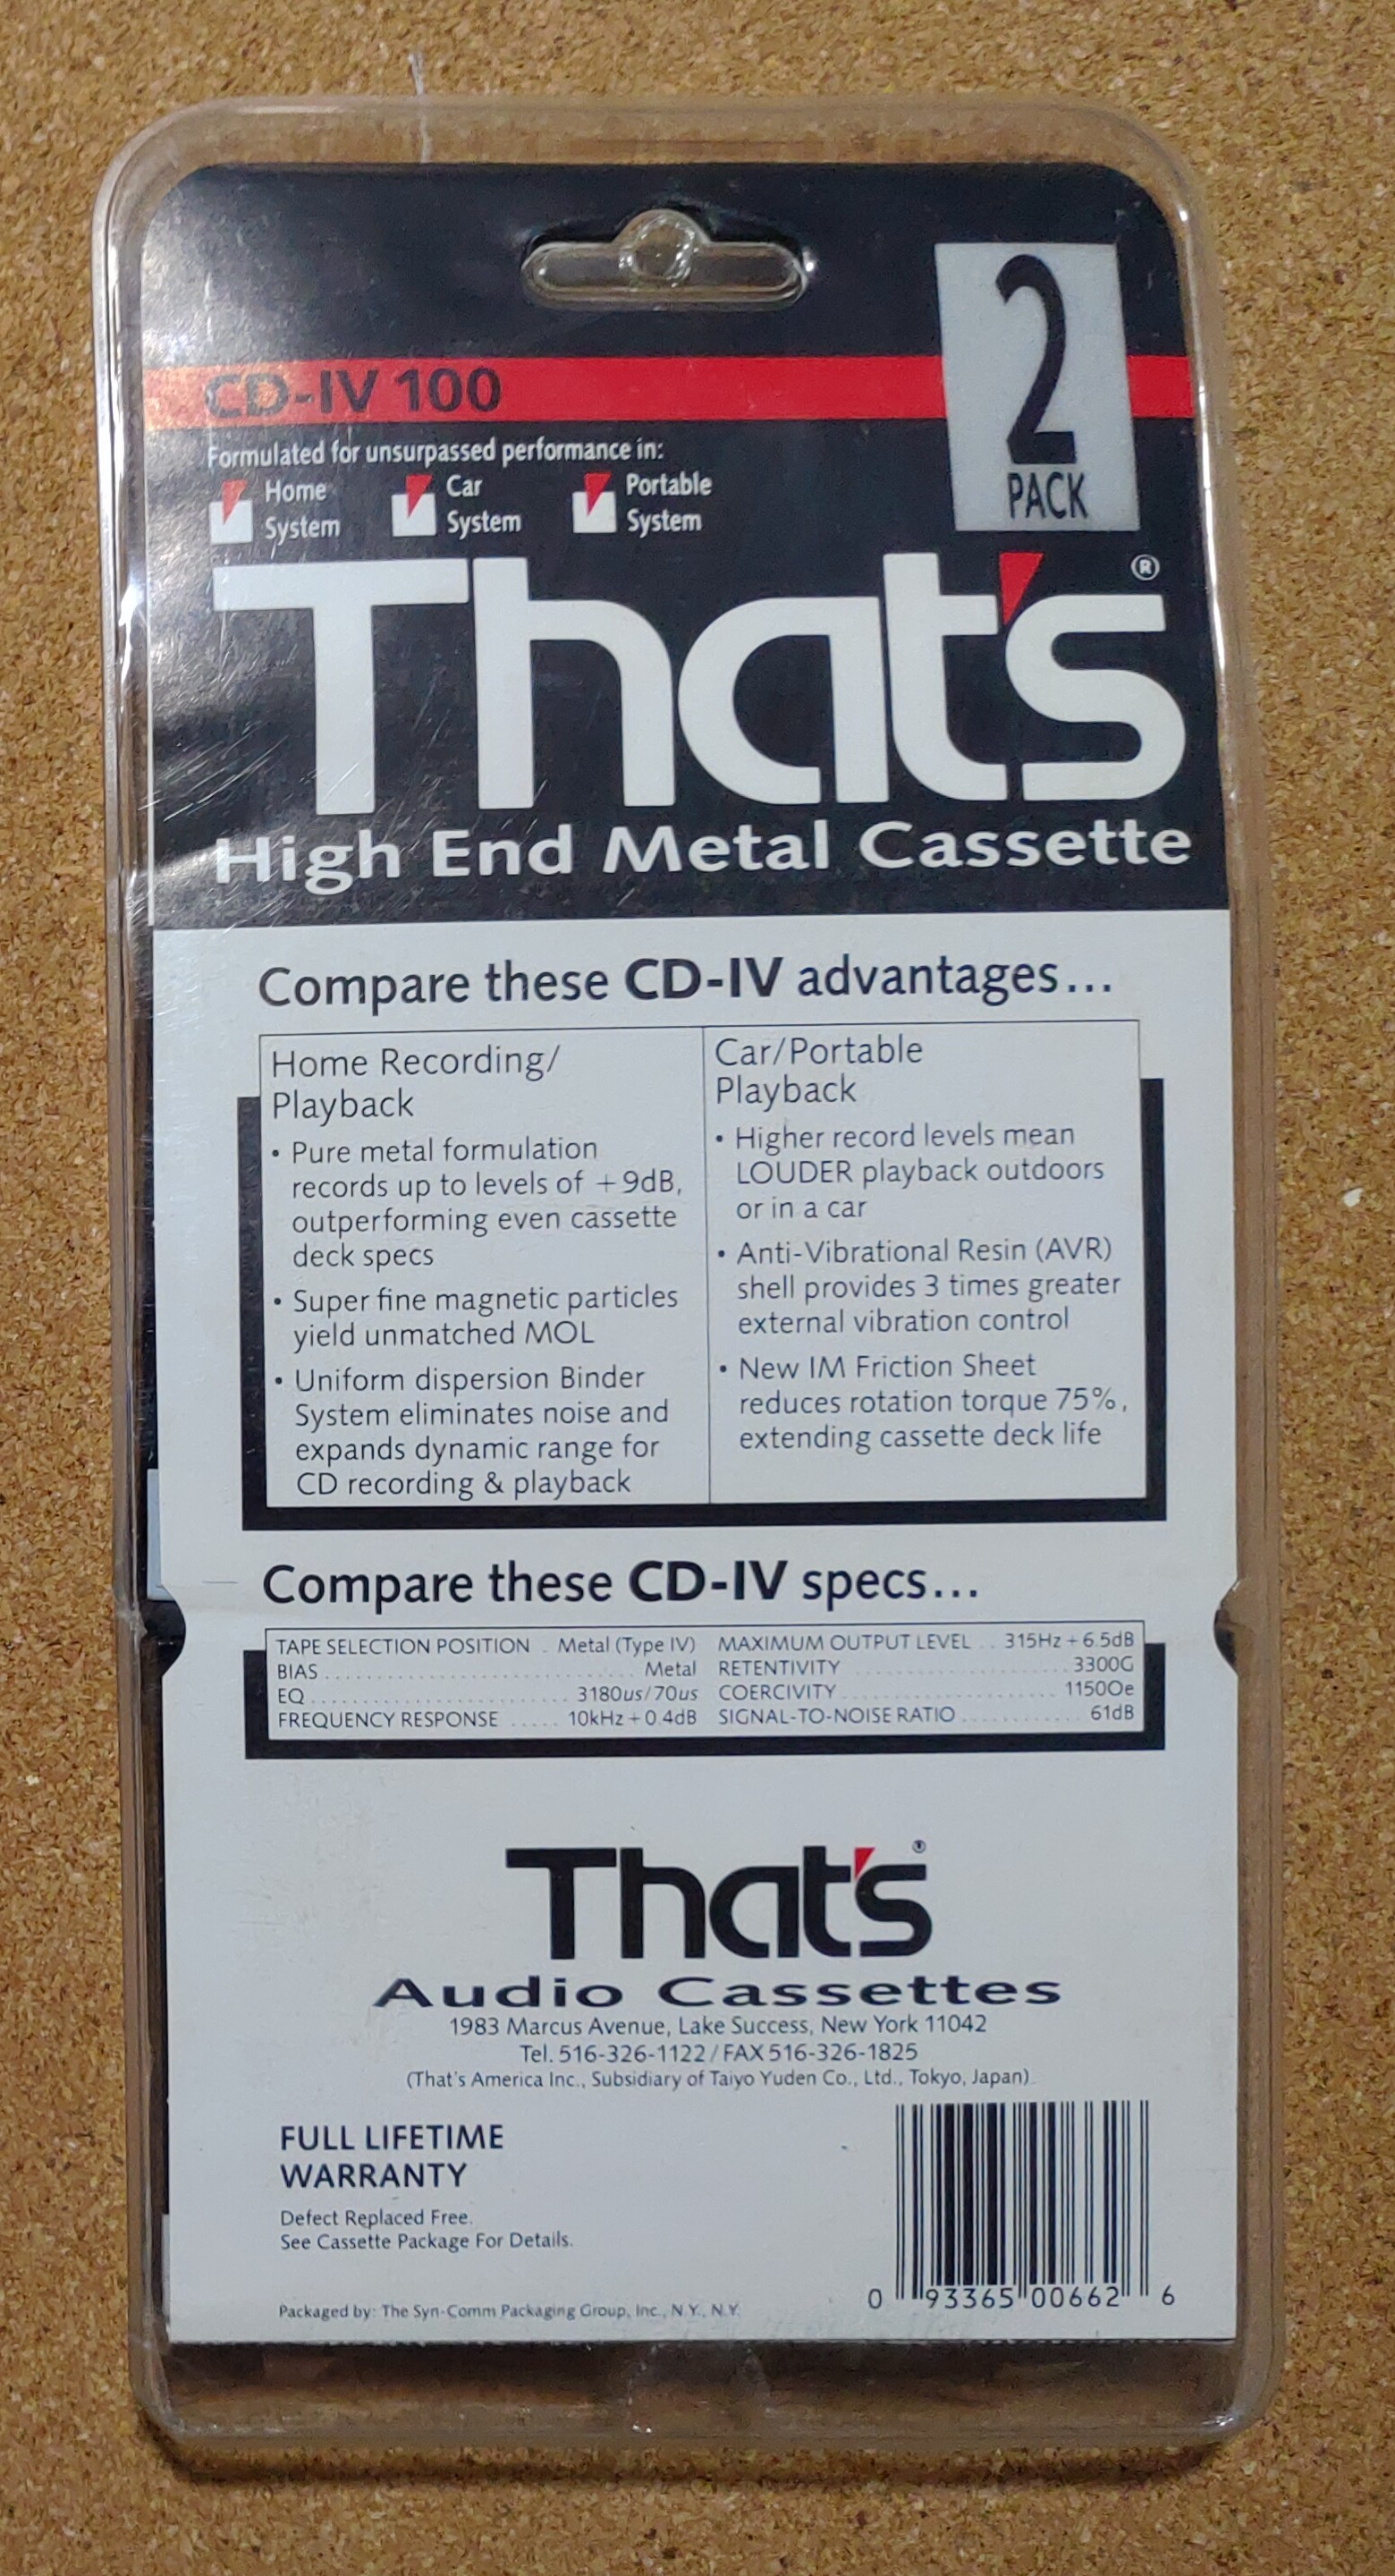 2
PACK
CD-IV 100
Formulated for unsurpassed performance in:
Home
System
Car
System
Portable
System
That's®
High End Metal Cassette
Compare these CD-IV advantages...
Home Recording/
Playback
• Pure metal formulation
records up to levels of +9dB,
outperforming even cassette
deck specs
• Super fine magnetic particles
yield unmatched MOL
• Uniform dispersion Binder
System eliminates noise and
expands dynamic range for
CD recording & playback
Car/Portable
Playback
• Higher record levels mean
LOUDER playback outdoors
or in a car
• Anti-Vibrational Resin (AVR)
shell provides 3 times greater
external vibration control
• New IM Friction Sheet
reduces rotation torque 75%,
extending cassette deck life
Compare these CD-IV specs...
TAPE SELECTION POSITION . Metal (Type IV)
BIAS ............................ Metal
EQ ........................ 3180us/70us
FREQUENCY RESPONSE ..... 10kHz+0.4dB
MAXIMUM OUTPUT LEVEL .. 315Hz+6.5dB
RETENTIVITY ....................... 3300G
COERCIVITY ...................... 1150Oe
SIGNAL-TO-NOISE RATIO ............ 61dB
That's®
Audio Cassettes
1983 Marcus Avenue, Lake Success, New York 11042
Tel. 516-326-1122 / FAX 516-326-1825
(That's America Inc., Subsidiary of Taiyo Yuden Co., Ltd., Tokyo, Japan)
FULL LIFETIME
WARRANTY
Defect Replaced Free.
See Cassette Package For Details.
Packaged by: The Syn-Comm Packaging Group, Inc., N.Y., N.Y.
0 93365 00662 6